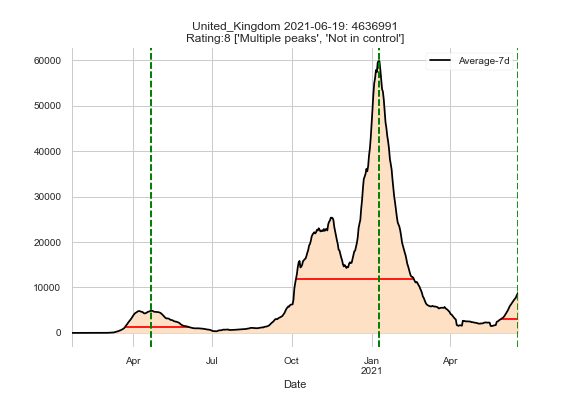 United_Kingdom 2021-06-19: 4636991
Rating:8 ['Multiple peaks', 'Not in control']
Average-7d
60000
50000
40000
30000
20000
10000
0
Apr Jul Oct Jan Apr
2021
Date